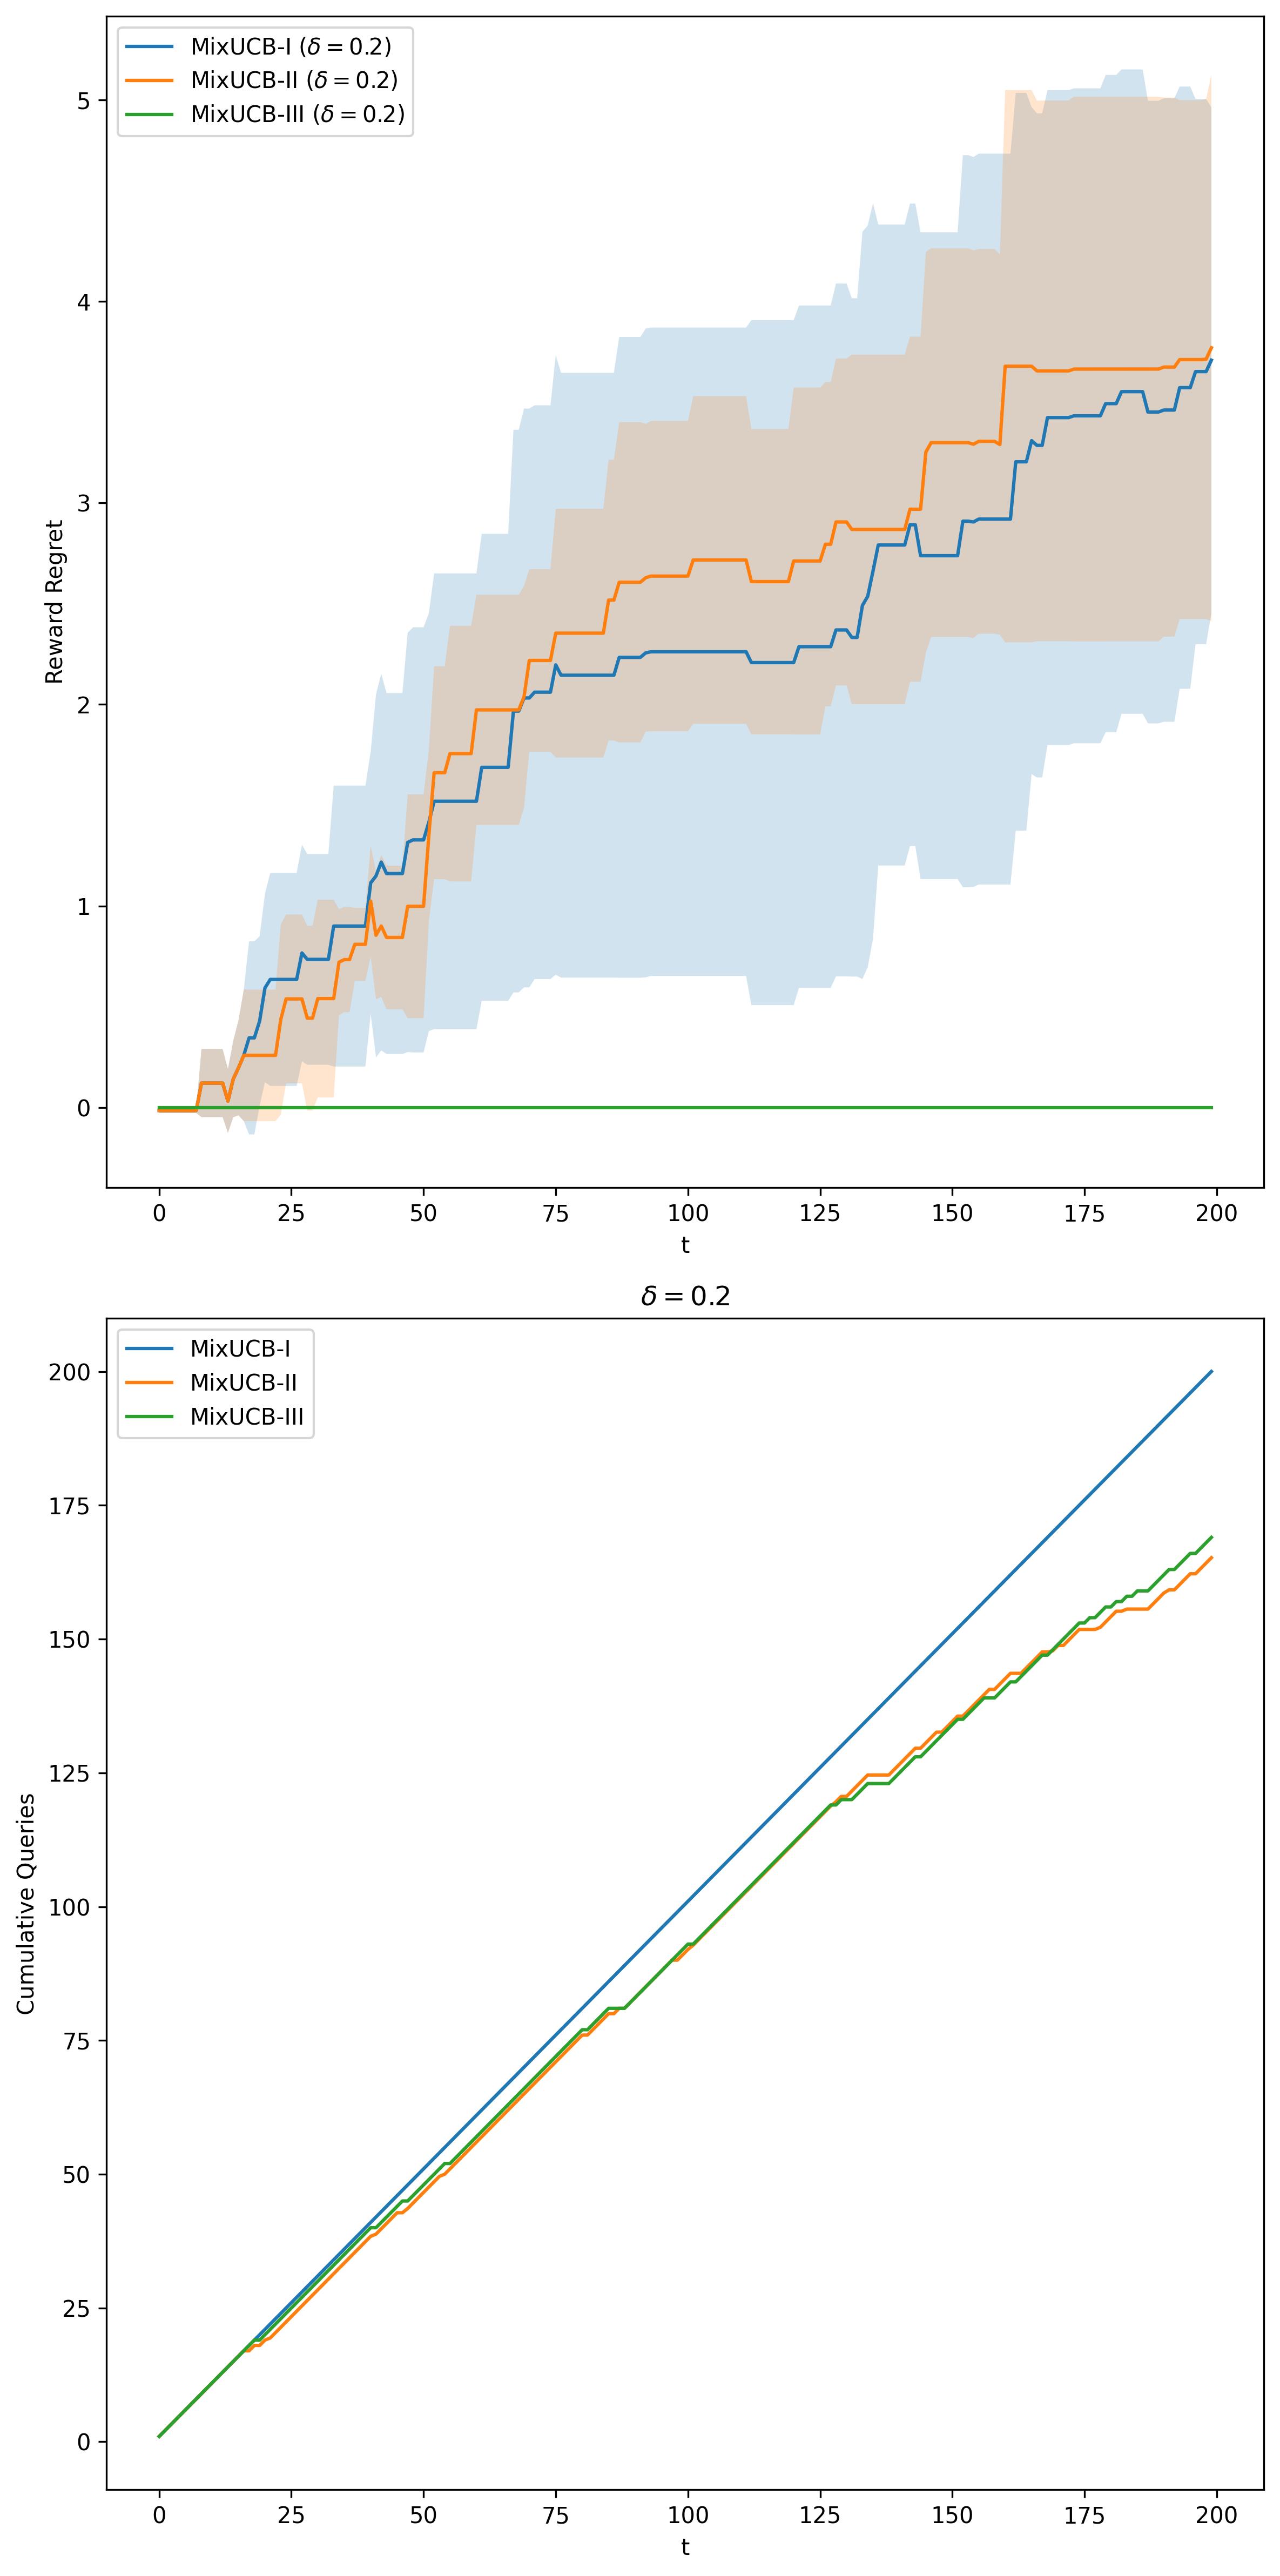 MixUCB-I (δ = 0.2)
MixUCB-II (δ = 0.2)
MixUCB-III (δ = 0.2)
5
4
3
2
1
0
Reward Regret
0 25 50 75 100 125 150 175 200
t
δ = 0.2
MixUCB-I
MixUCB-II
MixUCB-III
200
175
150
125
100
75
50
25
0
Cumulative Queries
0 25 50 75 100 125 150 175 200
t